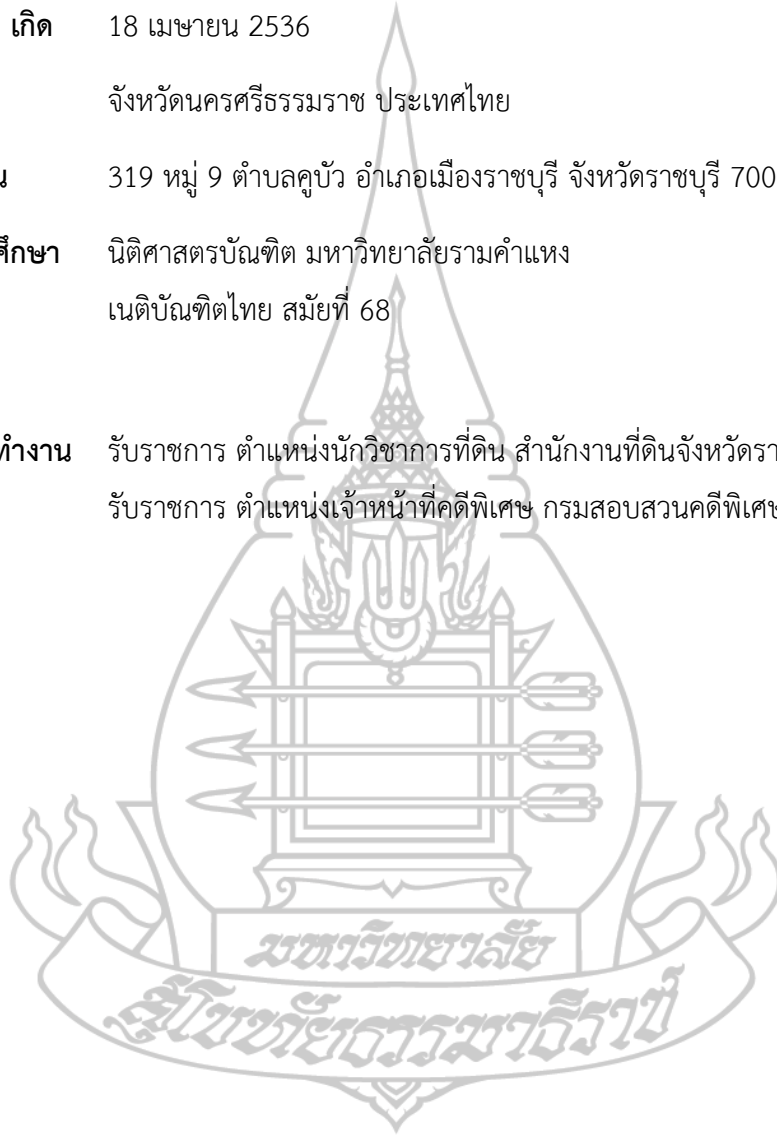 เกิด 18 เมษายน 2536
จังหวัดนครศรีธรรมราช ประเทศไทย
319 หมู่ 9 ตำบลคูบัว อำเภอเมืองราชบุรี จังหวัดราชบุรี 700
ศึกษา นิติศาสตรบัณฑิต มหาวิทยาลัยรามคำแหง
เนติบัณฑิตไทย สมัยที่ 68
ทำงาน รับราชการ ตำแหน่งนักวิชาการที่ดิน สำนักงานที่ดินจังหวัดรา
รับราชการ ตำแหน่งเจ้าหน้าที่คดีพิเศษ กรมสอบสวนคดีพิเศษ
มหาวิทยาลัย
สุโขทัยธรรมาธิราช